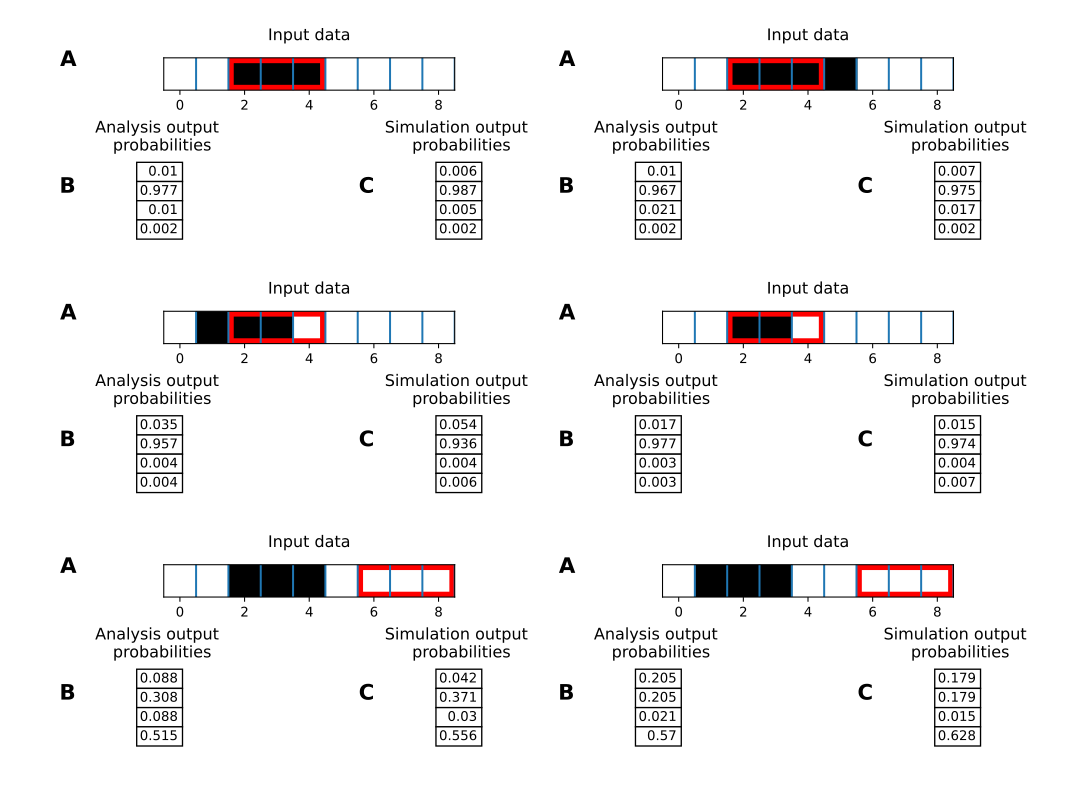 Input data
A
0 2 4 6 8
Analysis output
probabilities
Simulation output
probabilities
B
0.01
0.977
0.01
0.002
C
0.006
0.987
0.005
0.002
Input data
A
0 2 4 6 8
Analysis output
probabilities
Simulation output
probabilities
B
0.01
0.967
0.021
0.002
C
0.007
0.975
0.017
0.002
Input data
A
0 2 4 6 8
Analysis output
probabilities
Simulation output
probabilities
B
0.035
0.957
0.004
0.004
C
0.054
0.936
0.004
0.006
Input data
A
0 2 4 6 8
Analysis output
probabilities
Simulation output
probabilities
B
0.017
0.977
0.003
0.003
C
0.015
0.974
0.004
0.007
Input data
A
0 2 4 6 8
Analysis output
probabilities
Simulation output
probabilities
B
0.088
0.308
0.088
0.515
C
0.042
0.371
0.03
0.556
Input data
A
0 2 4 6 8
Analysis output
probabilities
Simulation output
probabilities
B
0.205
0.205
0.021
0.57
C
0.179
0.179
0.015
0.628